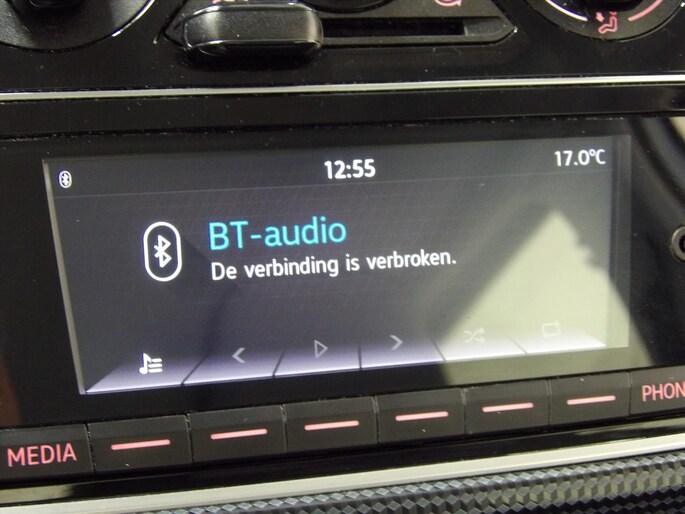 12:55
17.0°C
BT-audio
De verbinding is verbroken.
MEDIA
PHON